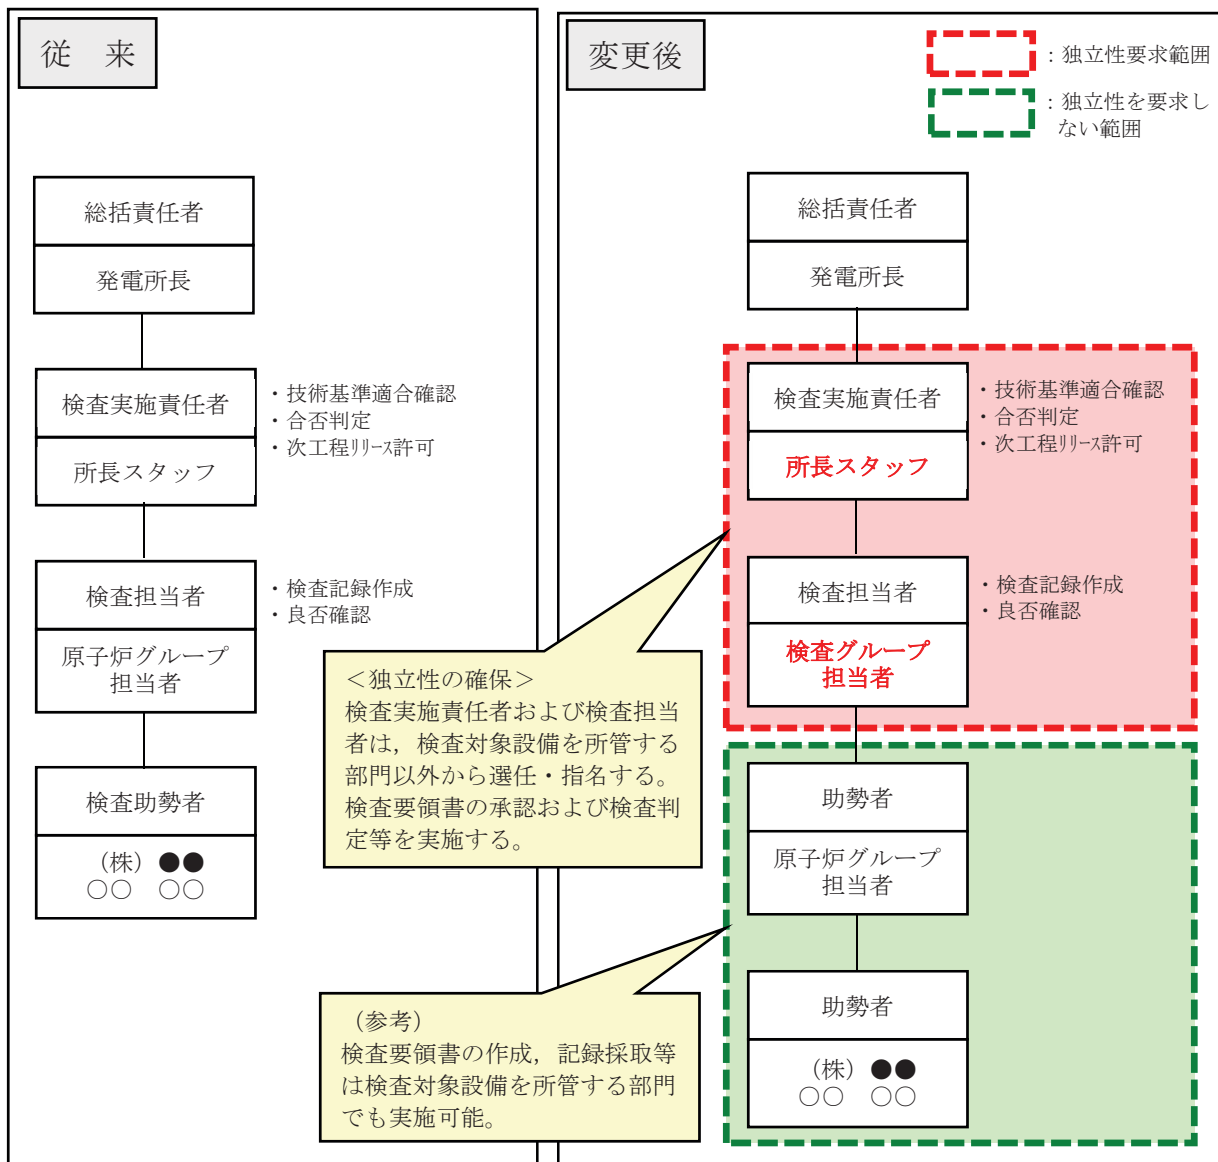 従　来
総括責任者
発電所長
検査実施責任者
所長スタッフ
・技術基準適合確認
・合否判定
・次工程ﾘﾘｰｽ許可
検査担当者
原子炉グループ
担当者
・検査記録作成
・良否確認
検査助勢者
（株）●●
○○　○○
変更後
：独立性要求範囲
：独立性を要求し
ない範囲
総括責任者
発電所長
検査実施責任者
所長スタッフ
・技術基準適合確認
・合否判定
・次工程ﾘﾘｰｽ許可
検査担当者
検査グループ
担当者
・検査記録作成
・良否確認
＜独立性の確保＞
検査実施責任者および検査担当
者は，検査対象設備を所管する
部門以外から選任・指名する。
検査要領書の承認および検査判
定等を実施する。
助勢者
原子炉グループ
担当者
助勢者
（株）●●
○○　○○
（参考）
検査要領書の作成，記録採取等
は検査対象設備を所管する部門
でも実施可能。